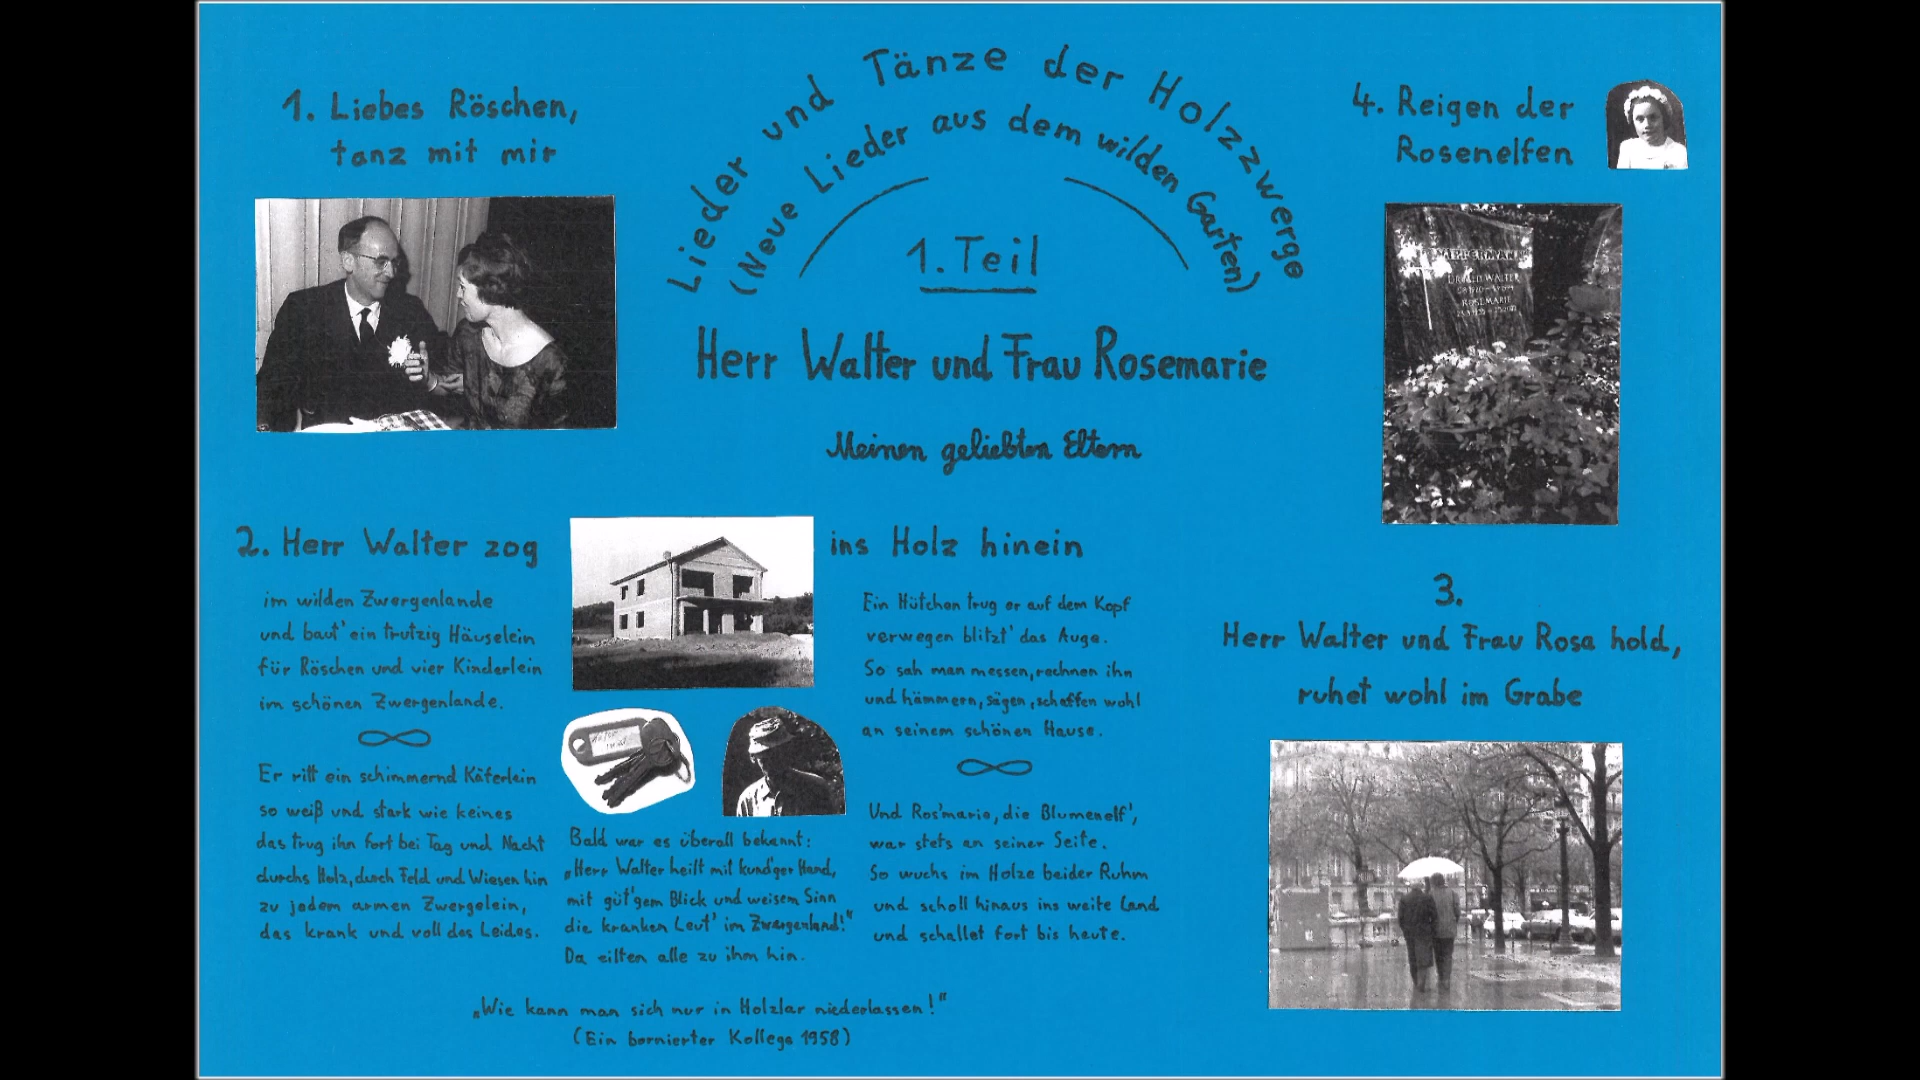 Lieder und Tänze der Holzzwerge
(Neue Lieder aus dem wilden Garten)
1. Teil
Herr Walter und Frau Rosemarie
Meinen geliebten Eltern
1. Liebes Röschen,
tanz mit mir
2. Herr Walter zog ins Holz hinein
im wilden Zwergenlande
und baut' ein trutzig Häuselein
für Röschen und vier Kinderlein
im schönen Zwergenlande.
Er ritt ein schimmernd Käferlein
so weiß und stark wie keines
das trug ihn fort bei Tag und Nacht
durchs Holz, durch Feld und Wiesen hin
zu jedem armen Zwergelein,
das krank und voll des Leides.
Bald war es überall bekannt:
„Herr Walter heilt mit kund'ger Hand,
mit güt'gem Blick und weisem Sinn
die kranken Leut' im Zwergenland!"
Da eilten alle zu ihm hin.
Ein Hütchen trug er auf dem Kopf
verwegen blitzt' das Auge.
So sah man messen, rechnen ihn
und hämmern, sägen, schaffen wohl
an seinem schönen Hause.
Und Ros'marie, die Blumenelf',
war stets an seiner Seite.
So wuchs im Holze beider Ruhm
und scholl hinaus ins weite Land
und schallet fort bis heute.
„Wie kann man sich nur in Holzlar niederlassen!"
(Ein bornierter Kollege 1958)
3.
Herr Walter und Frau Rosa hold,
ruhet wohl im Grabe
4. Reigen der
Rosenelfen
WALTER
ROSEMARIE